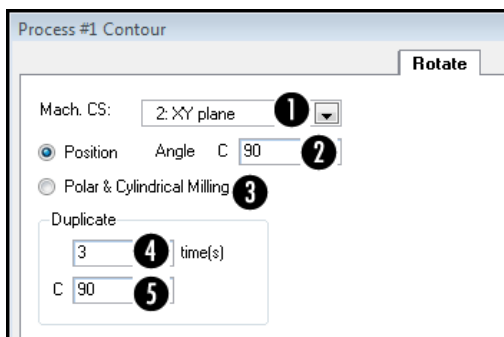 Process #1 Contour
Rotate
Mach. CS: 2: XY plane 1
Position Angle C 90 2
Polar & Cylindrical Milling 3
Duplicate
3 4 time(s)
C 90 5